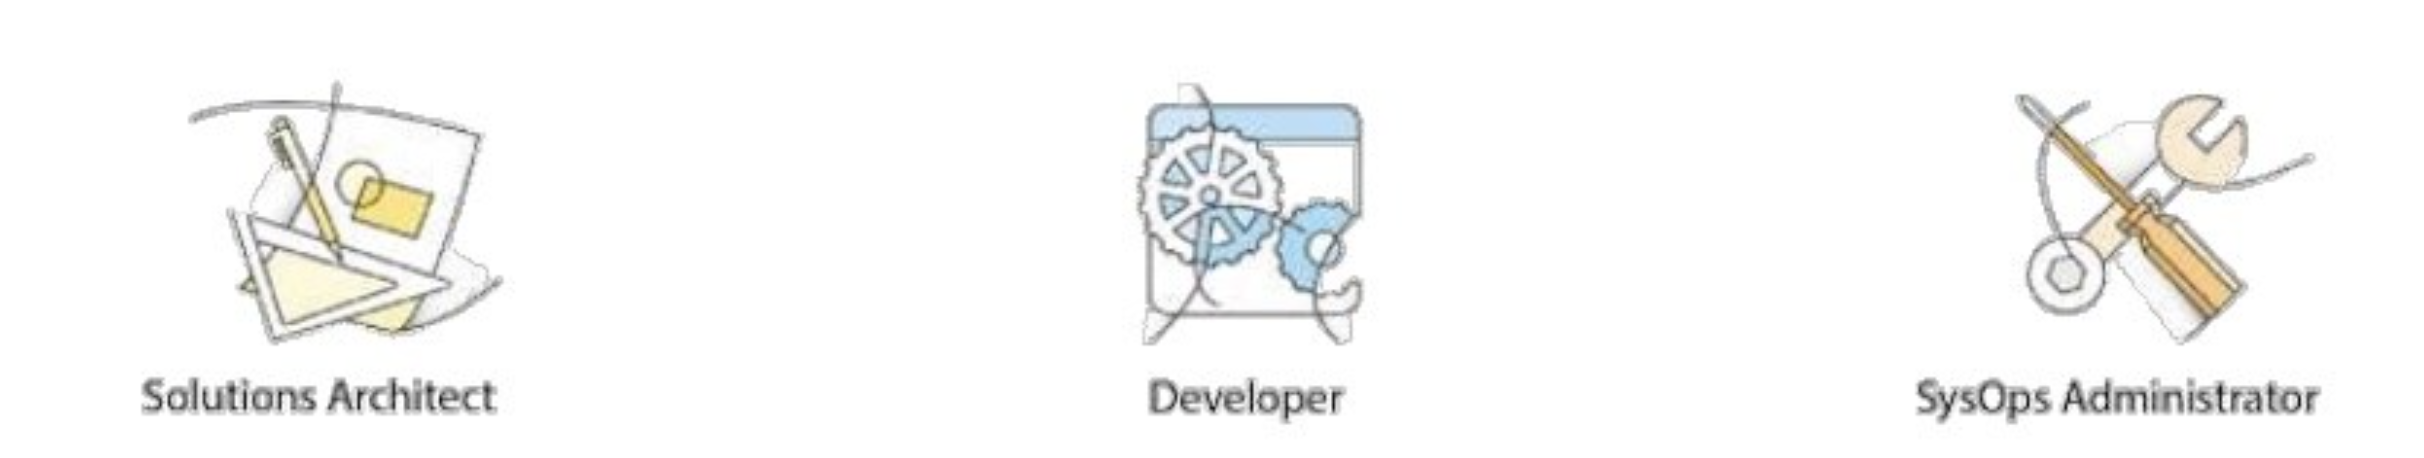 Solutions Architect
Developer
SysOps Administrator